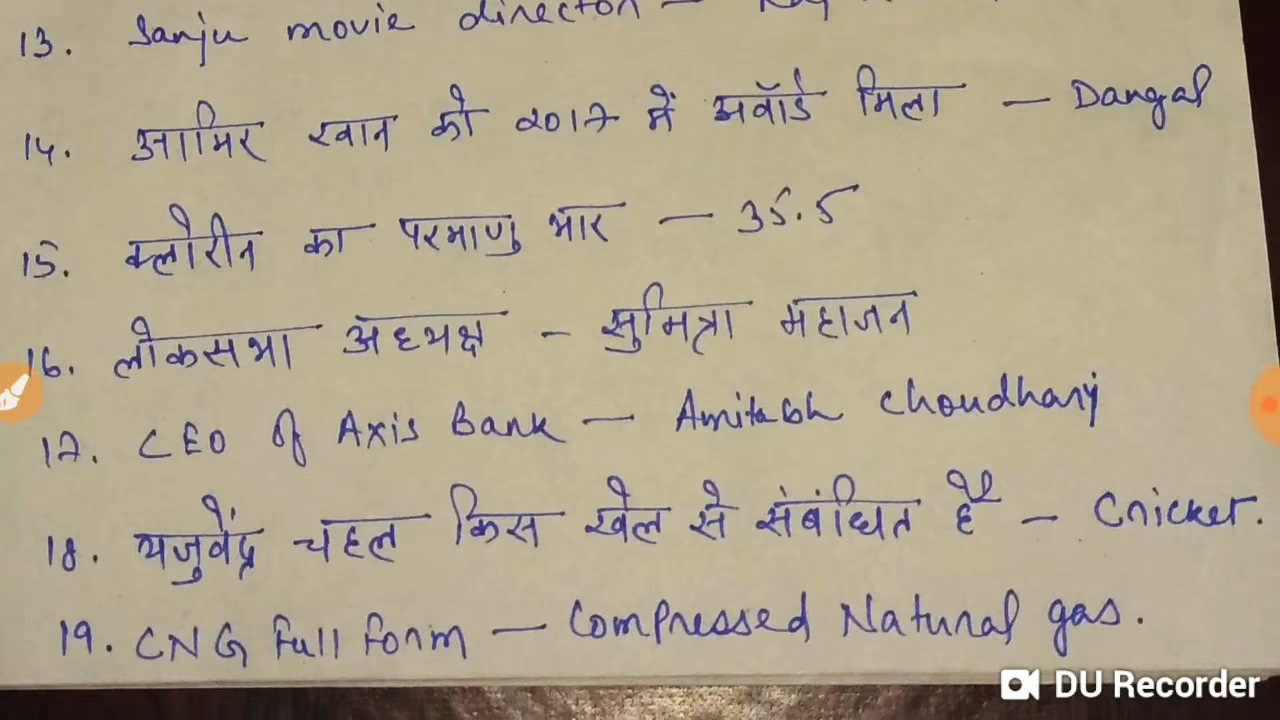 13. Sanju movie director -
14. आमिर खान को 2017 में अवॉर्ड मिला - Dangal
15. क्लोरीन का परमाणु भार - 35.5
16. लोकसभा अध्यक्ष - सुमित्रा महाजन
17. CEO of Axis Bank - Amitabh Choudhary
18. यजुवेंद्र चहल किस खेल से संबंधित है - Cricket.
19. CNG full form - Compressed Natural gas.
DU Recorder